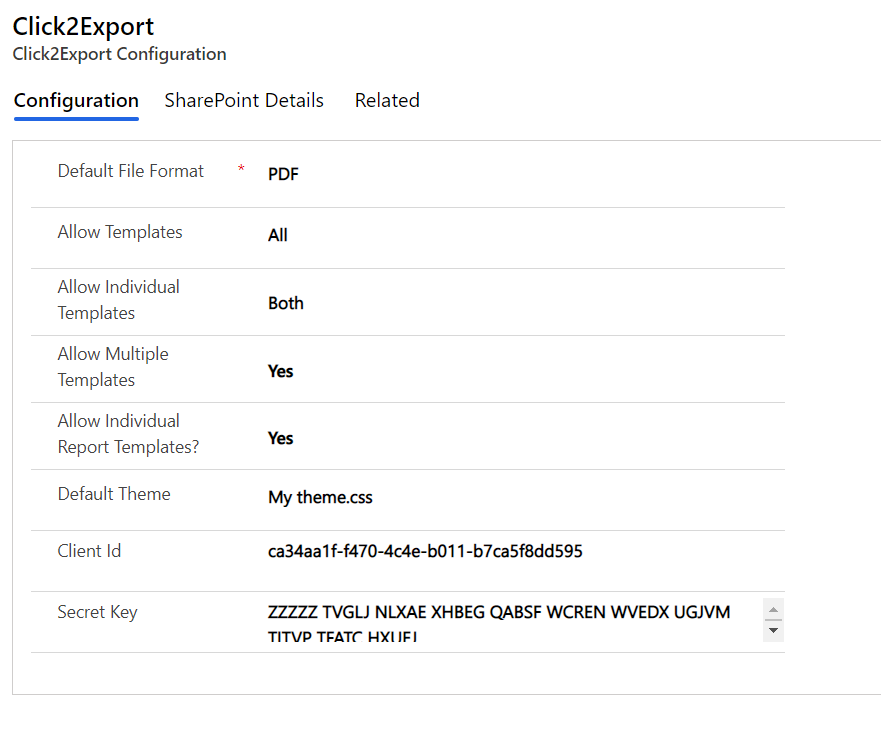 Click2Export
Click2Export Configuration
Configuration SharePoint Details Related
Default File Format * PDF
Allow Templates All
Allow Individual
Templates
Both
Allow Multiple
Templates
Yes
Allow Individual
Report Templates?
Yes
Default Theme My theme.css
Client Id ca34aa1f-f470-4c4e-b011-b7ca5f8dd595
Secret Key ZZZZZ TVGLJ NLXAE XHBEG QABSF WCREN WVEDX UGJVM